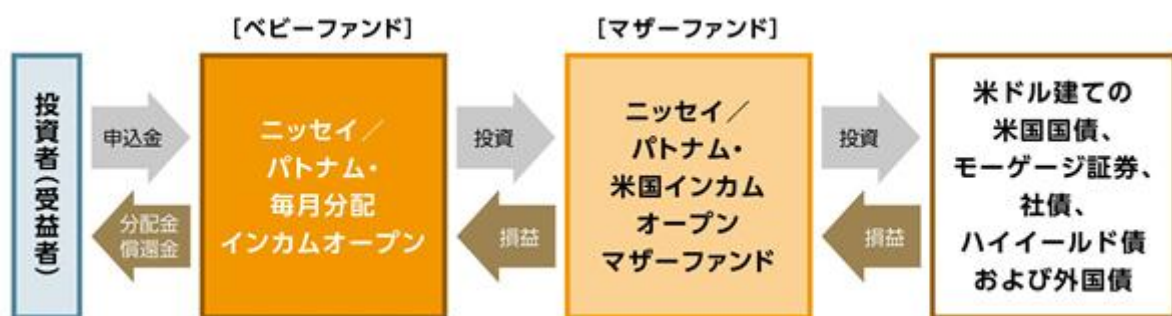 [ベビーファンド]
[マザーファンド]
投資者(受益者)
申込金
分配金
償還金
ニッセイ/
パトナム・
毎月分配
インカムオープン
投資
損益
ニッセイ/
パトナム・
米国インカム
オープン
マザーファンド
投資
損益
米ドル建ての
米国国債、
モーゲージ証券、
社債、
ハイイールド債
および外国債